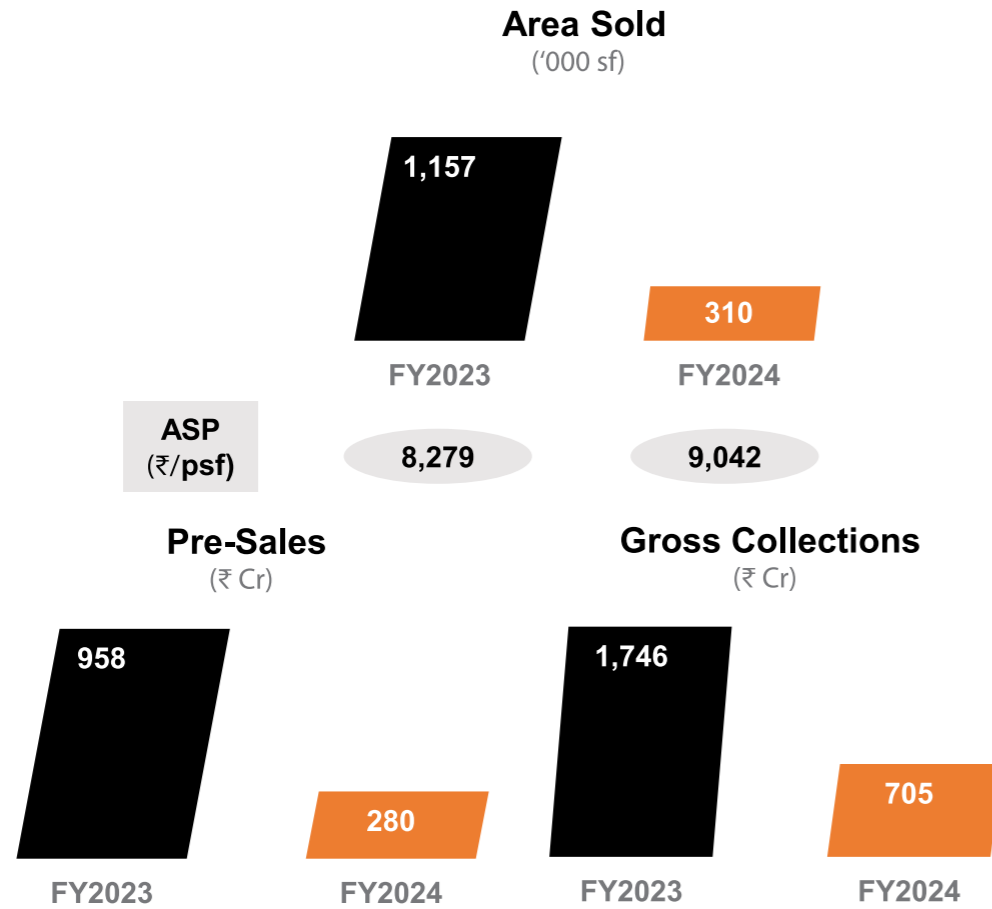 Area Sold
(‘000 sf)
1,157
310
FY2023
FY2024
ASP
(₹/psf)
8,279
9,042
Pre-Sales
(₹ Cr)
958
280
FY2023
FY2024
Gross Collections
(₹ Cr)
1,746
705
FY2023
FY2024